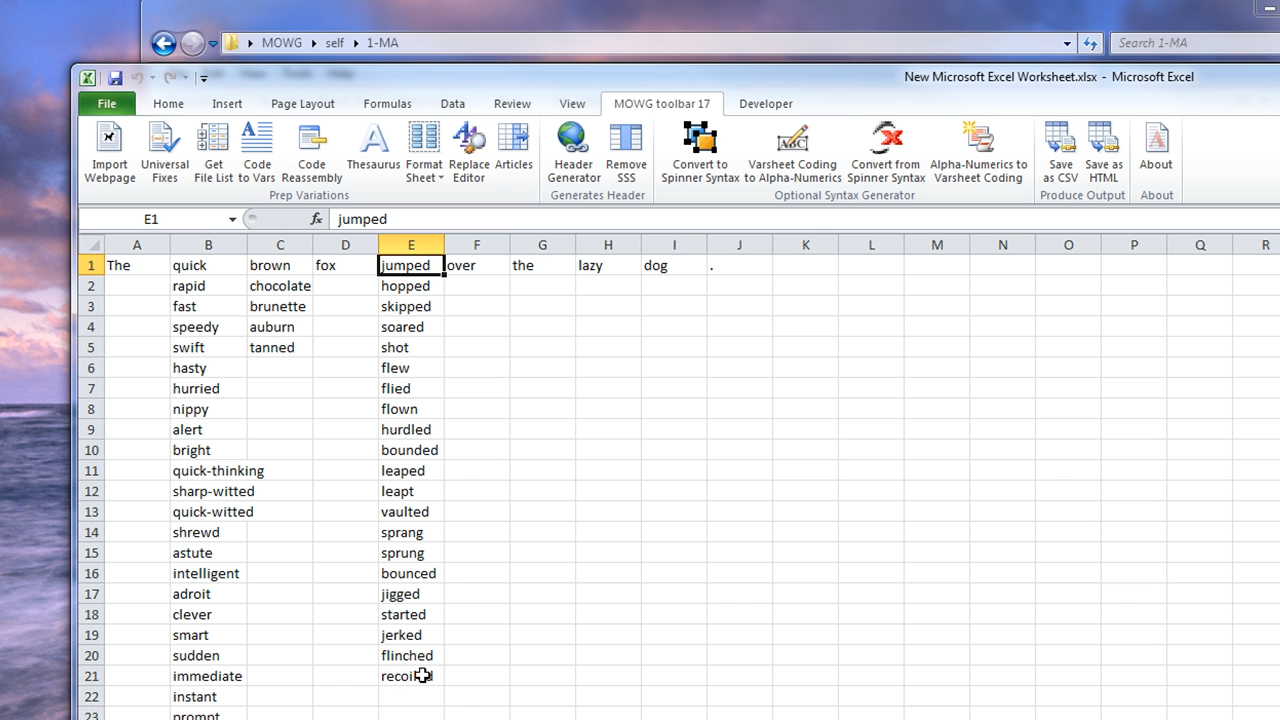 MOWG self 1-MA Search 1-MA
New Microsoft Excel Worksheet.xlsx - Microsoft Excel
File Home Insert Page Layout Formulas Data Review View MOWG toolbar 17 Developer
Import Webpage Universal Fixes Get File List Code to Vars Code Reassembly Thesaurus Format Sheet Replace Editor Articles Header Generator Remove SSS Convert to Spinner Syntax Varsheet Coding to Alpha-Numerics Convert from Spinner Syntax Alpha-Numerics to Varsheet Coding Save as CSV Save as HTML About
Prep Variations Generates Header Optional Syntax Generator Produce Output About
E1 fx jumped
A B C D E F G H I J K L M N O P Q R
1 The quick brown fox jumped over the lazy dog .
2 rapid chocolate hopped
3 fast brunette skipped
4 speedy auburn soared
5 swift tanned shot
6 hasty flew
7 hurried flied
8 nippy flown
9 alert hurdled
10 bright bounded
11 quick-thinking leaped
12 sharp-witted leapt
13 quick-witted vaulted
14 shrewd sprang
15 astute sprung
16 intelligent bounced
17 adroit jigged
18 clever started
19 smart jerked
20 sudden flinched
21 immediate recoiled
22 instant
23 prompt